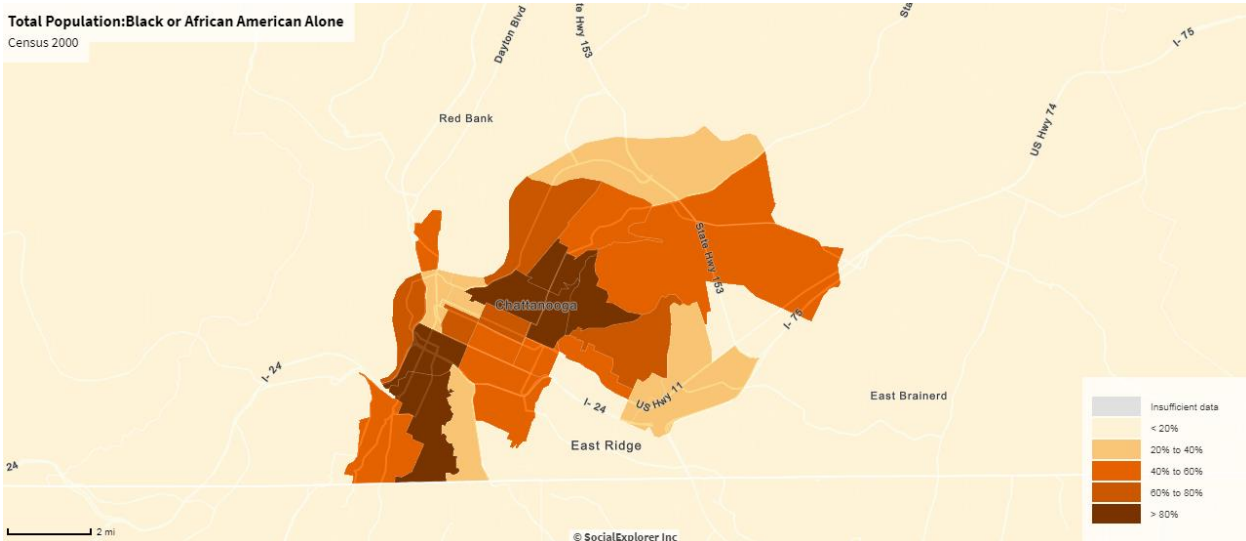 Total Population:Black or African American Alone
Census 2000
Dayton Blvd
te Hwy 153
Sta
I- 75
Red Bank
US Hwy 74
State Hwy 153
Chattanooga
I- 75
I- 24
I- 24
US Hwy 11
East Brainerd
East Ridge
24
2 mi
© SocialExplorer Inc
Insufficient data
< 20%
20% to 40%
40% to 60%
60% to 80%
> 80%